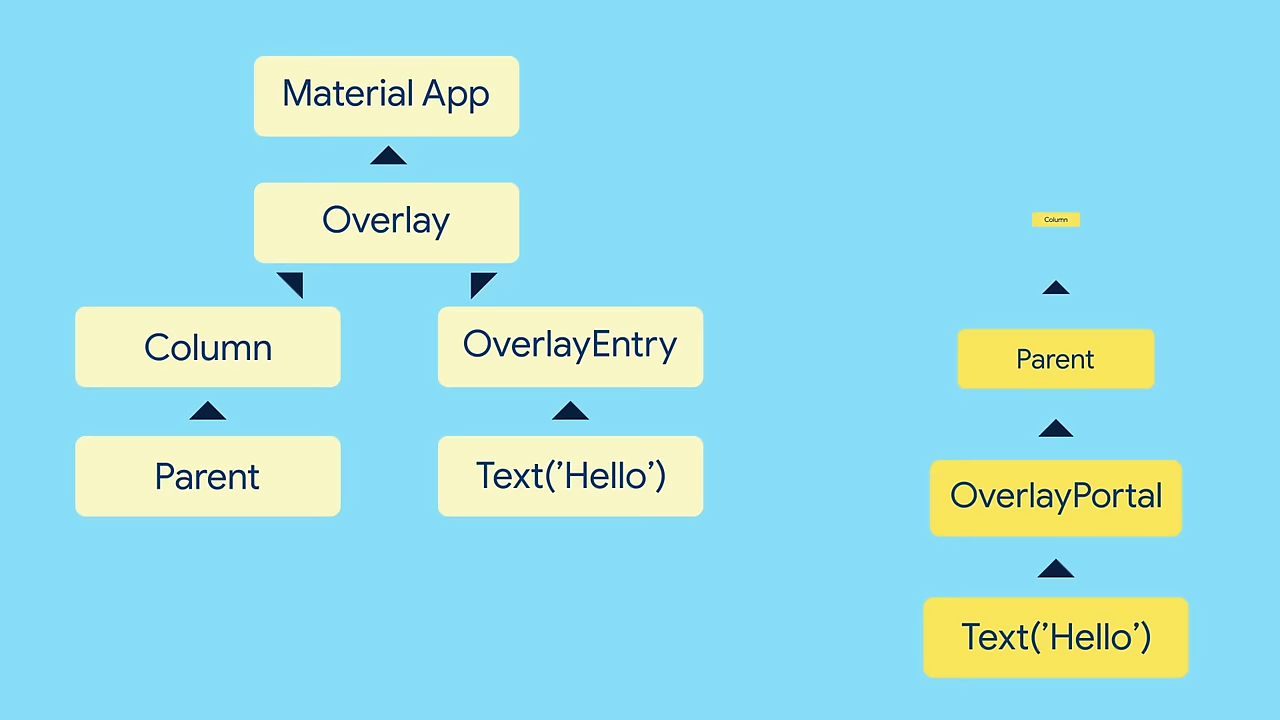 Material App
Overlay
Column
OverlayEntry
Parent
Text(’Hello’)
Column
Parent
OverlayPortal
Text(’Hello’)